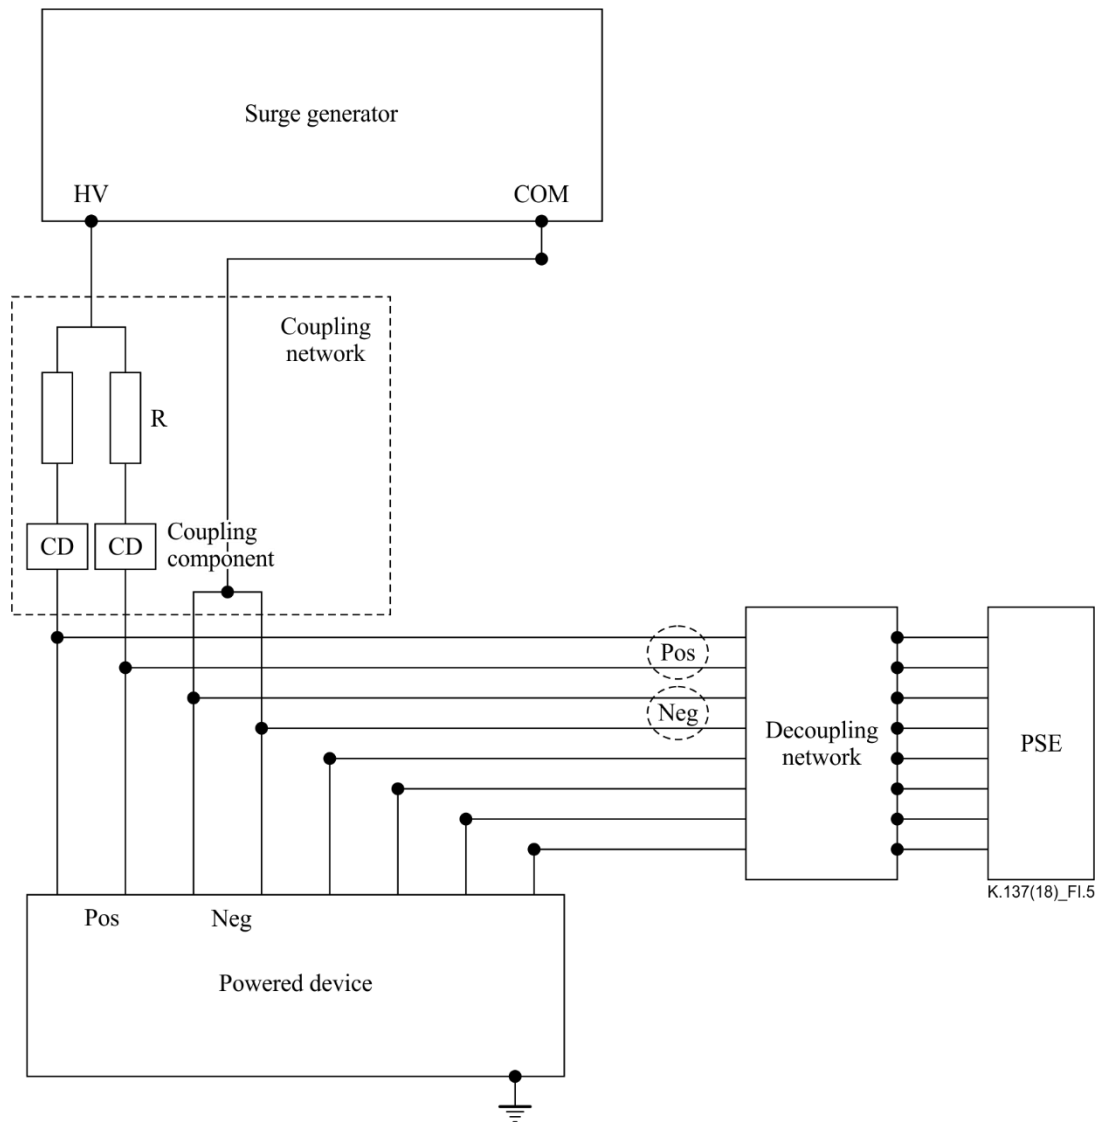 Surge generator
HV
COM
Coupling
network
R
CD
CD
Coupling
component
Pos
Neg
Decoupling
network
PSE
K.137(18)_FI.5
Pos
Neg
Powered device